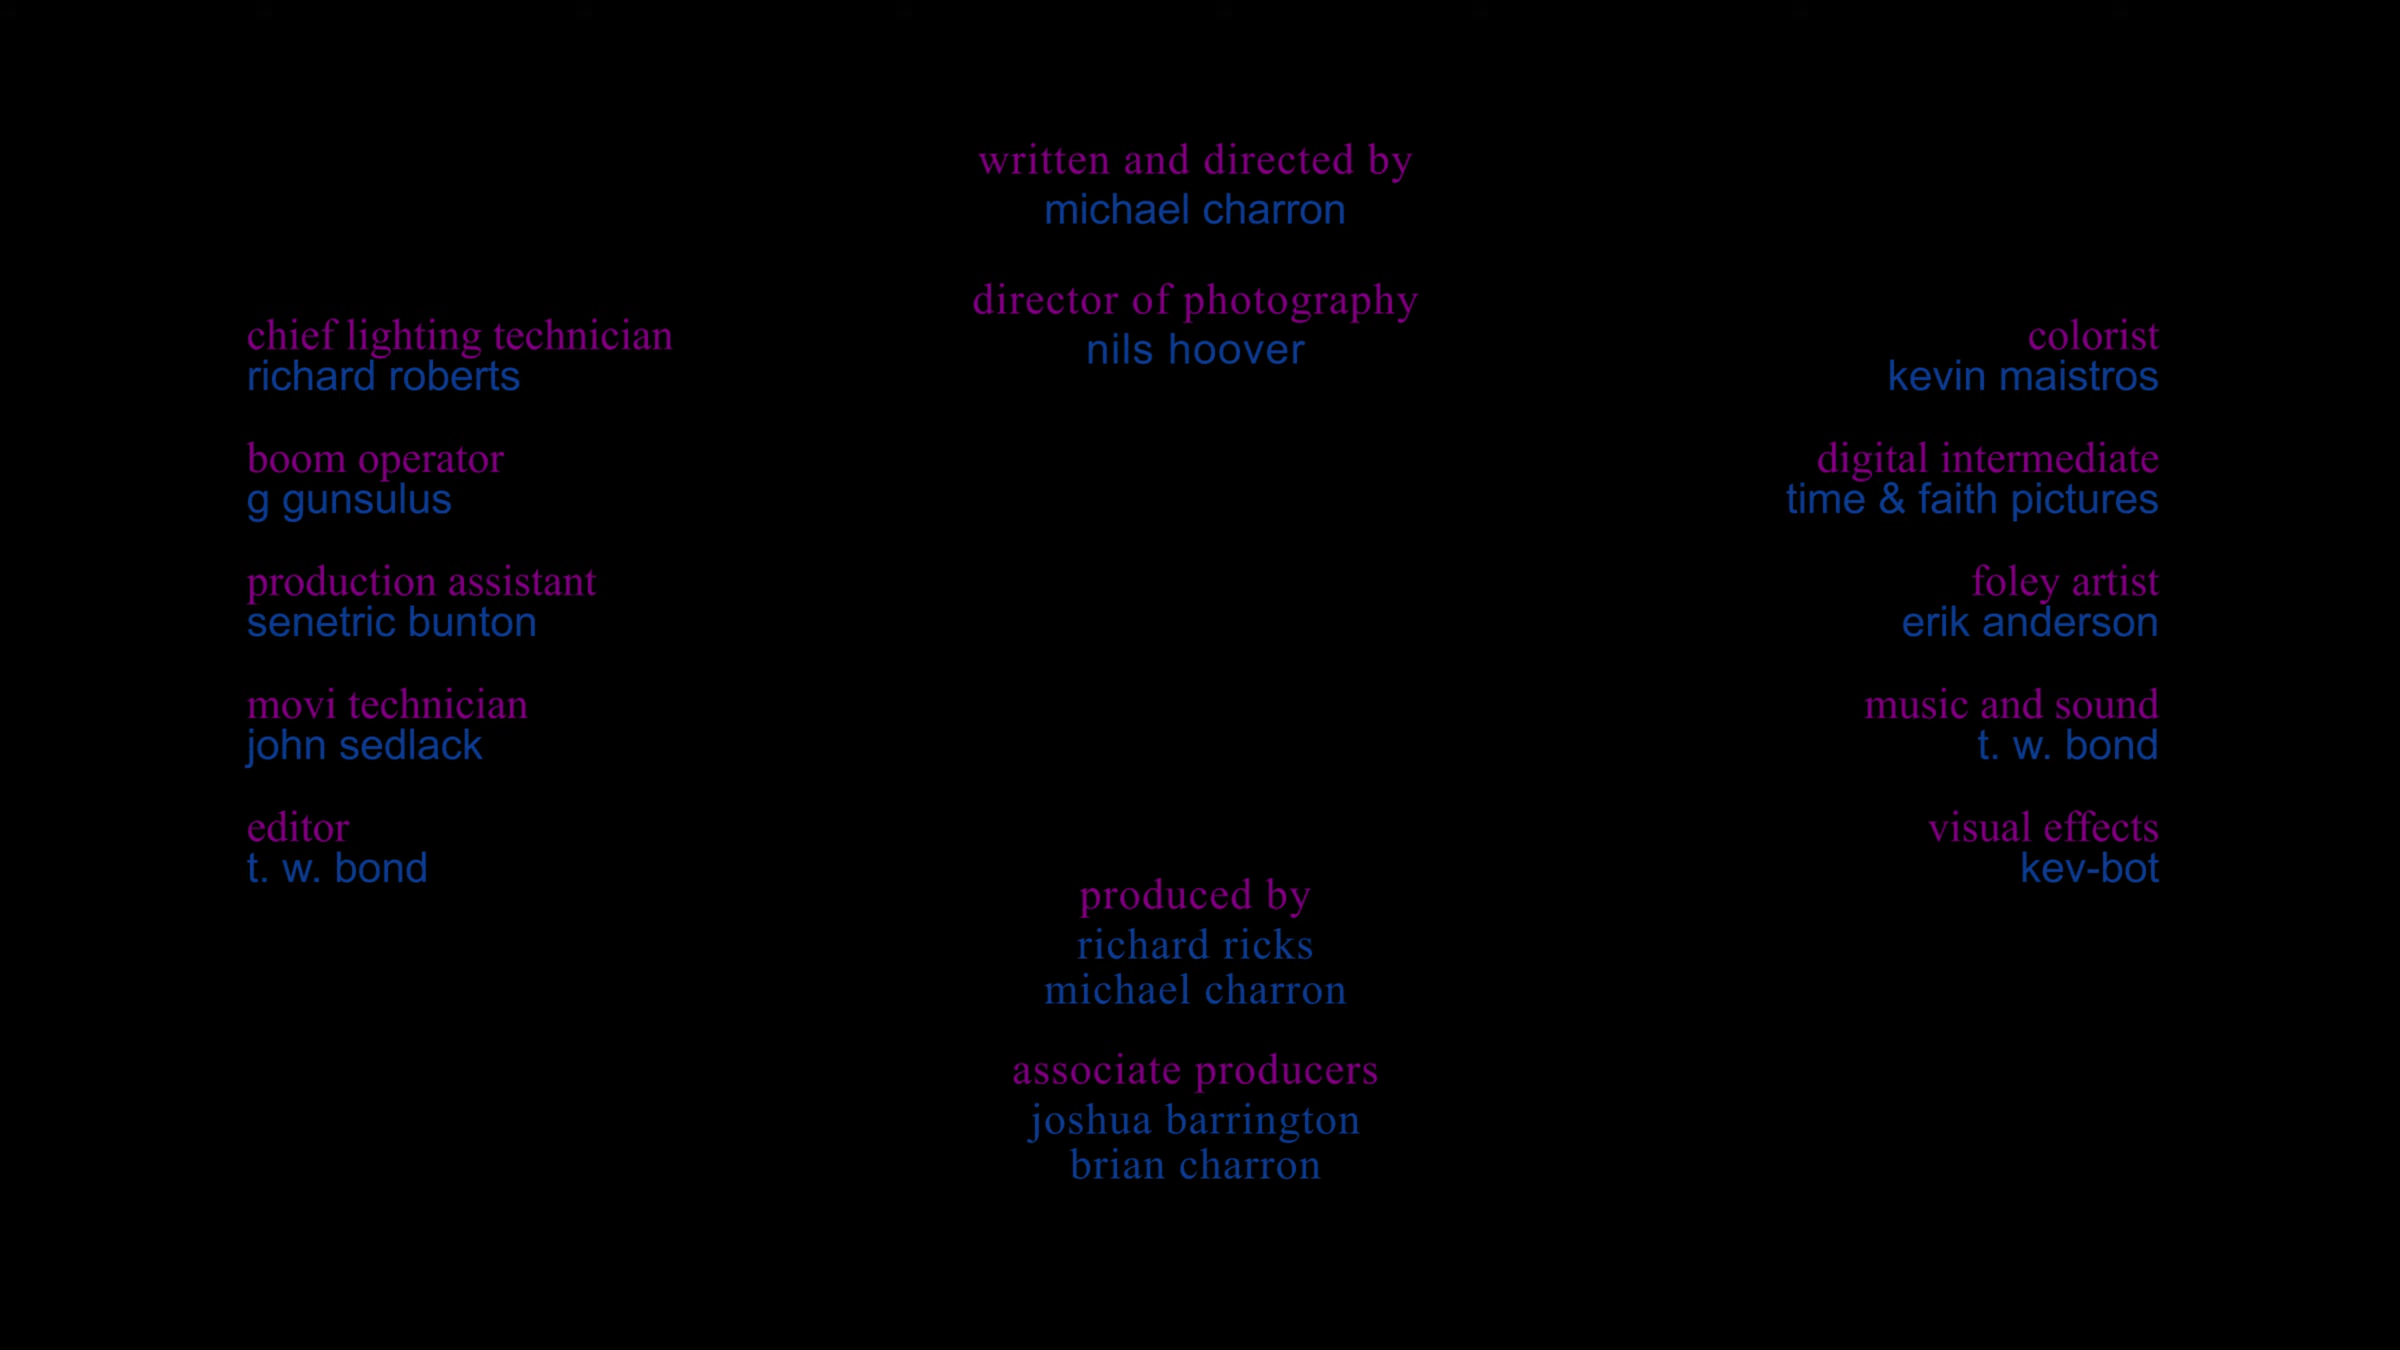 written and directed by
michael charron
director of photography
nils hoover
chief lighting technician
richard roberts
boom operator
g gunsulus
production assistant
senetric bunton
movi technician
john sedlack
editor
t. w. bond
colorist
kevin maistros
digital intermediate
time & faith pictures
foley artist
erik anderson
music and sound
t. w. bond
visual effects
kev-bot
produced by
richard ricks
michael charron
associate producers
joshua barrington
brian charron